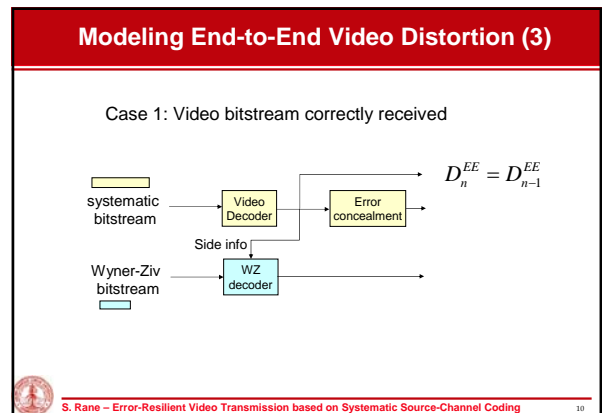 Modeling End-to-End Video Distortion (3)
Case 1: Video bitstream correctly received
D_n^{EE} = D_{n-1}^{EE}
systematic
bitstream
Video
Decoder
Error
concealment
Side info
Wyner-Ziv
bitstream
WZ
decoder
S. Rane – Error-Resilient Video Transmission based on Systematic Source-Channel Coding
10